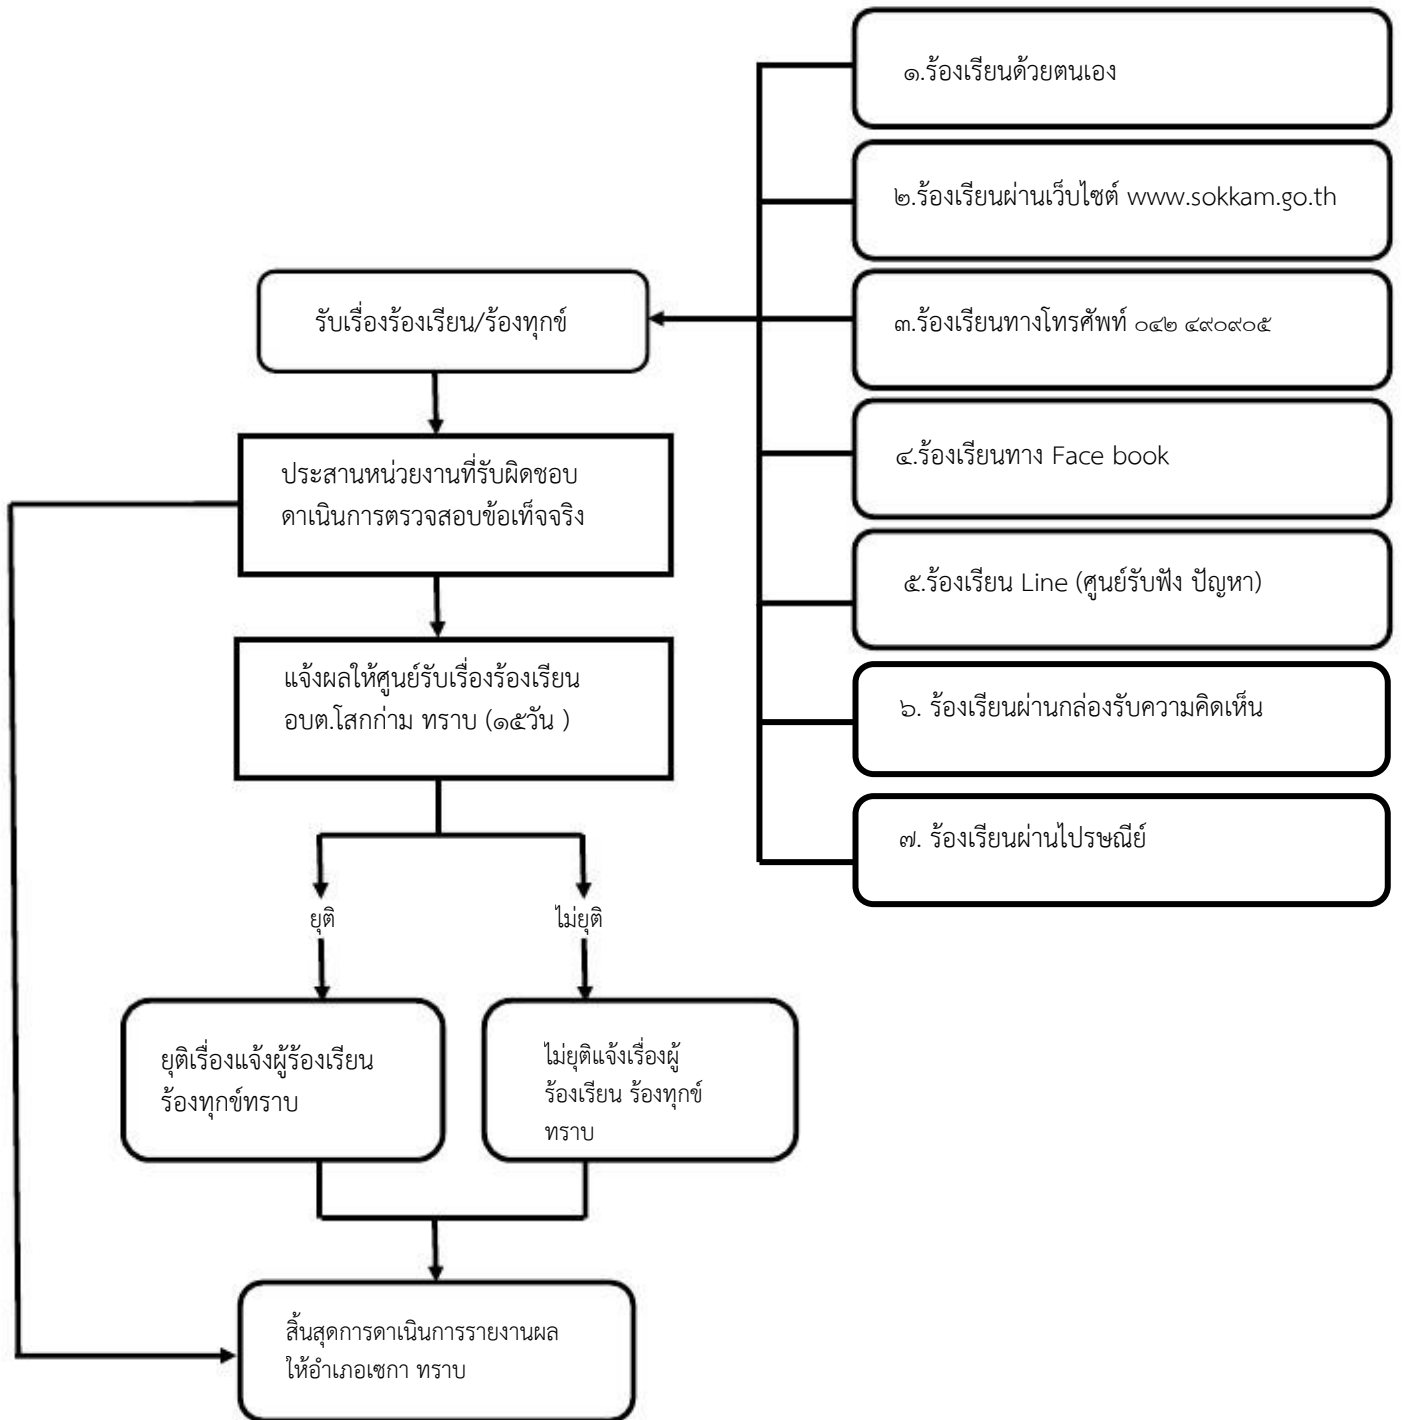 ๑.ร้องเรียนด้วยตนเอง
๒.ร้องเรียนผ่านเว็บไซต์ www.sokkam.go.th
รับเรื่องร้องเรียน/ร้องทุกข์
๓.ร้องเรียนทางโทรศัพท์ ๐๔๒ ๔๙๐๙๐๕
๔.ร้องเรียนทาง Face book
ประสานหน่วยงานที่รับผิดชอบ
ดาเนินการตรวจสอบข้อเท็จจริง
๕.ร้องเรียน Line (ศูนย์รับฟัง ปัญหา)
แจ้งผลให้ศูนย์รับเรื่องร้องเรียน
อบต.โสกก่าม ทราบ (๑๕วัน )
๖. ร้องเรียนผ่านกล่องรับความคิดเห็น
๗. ร้องเรียนผ่านไปรษณีย์
ยุติ
ไม่ยุติ
ยุติเรื่องแจ้งผู้ร้องเรียน
ร้องทุกข์ทราบ
ไม่ยุติแจ้งเรื่องผู้
ร้องเรียน ร้องทุกข์
ทราบ
สิ้นสุดการดาเนินการรายงานผล
ให้อำเภอเซกา ทราบ